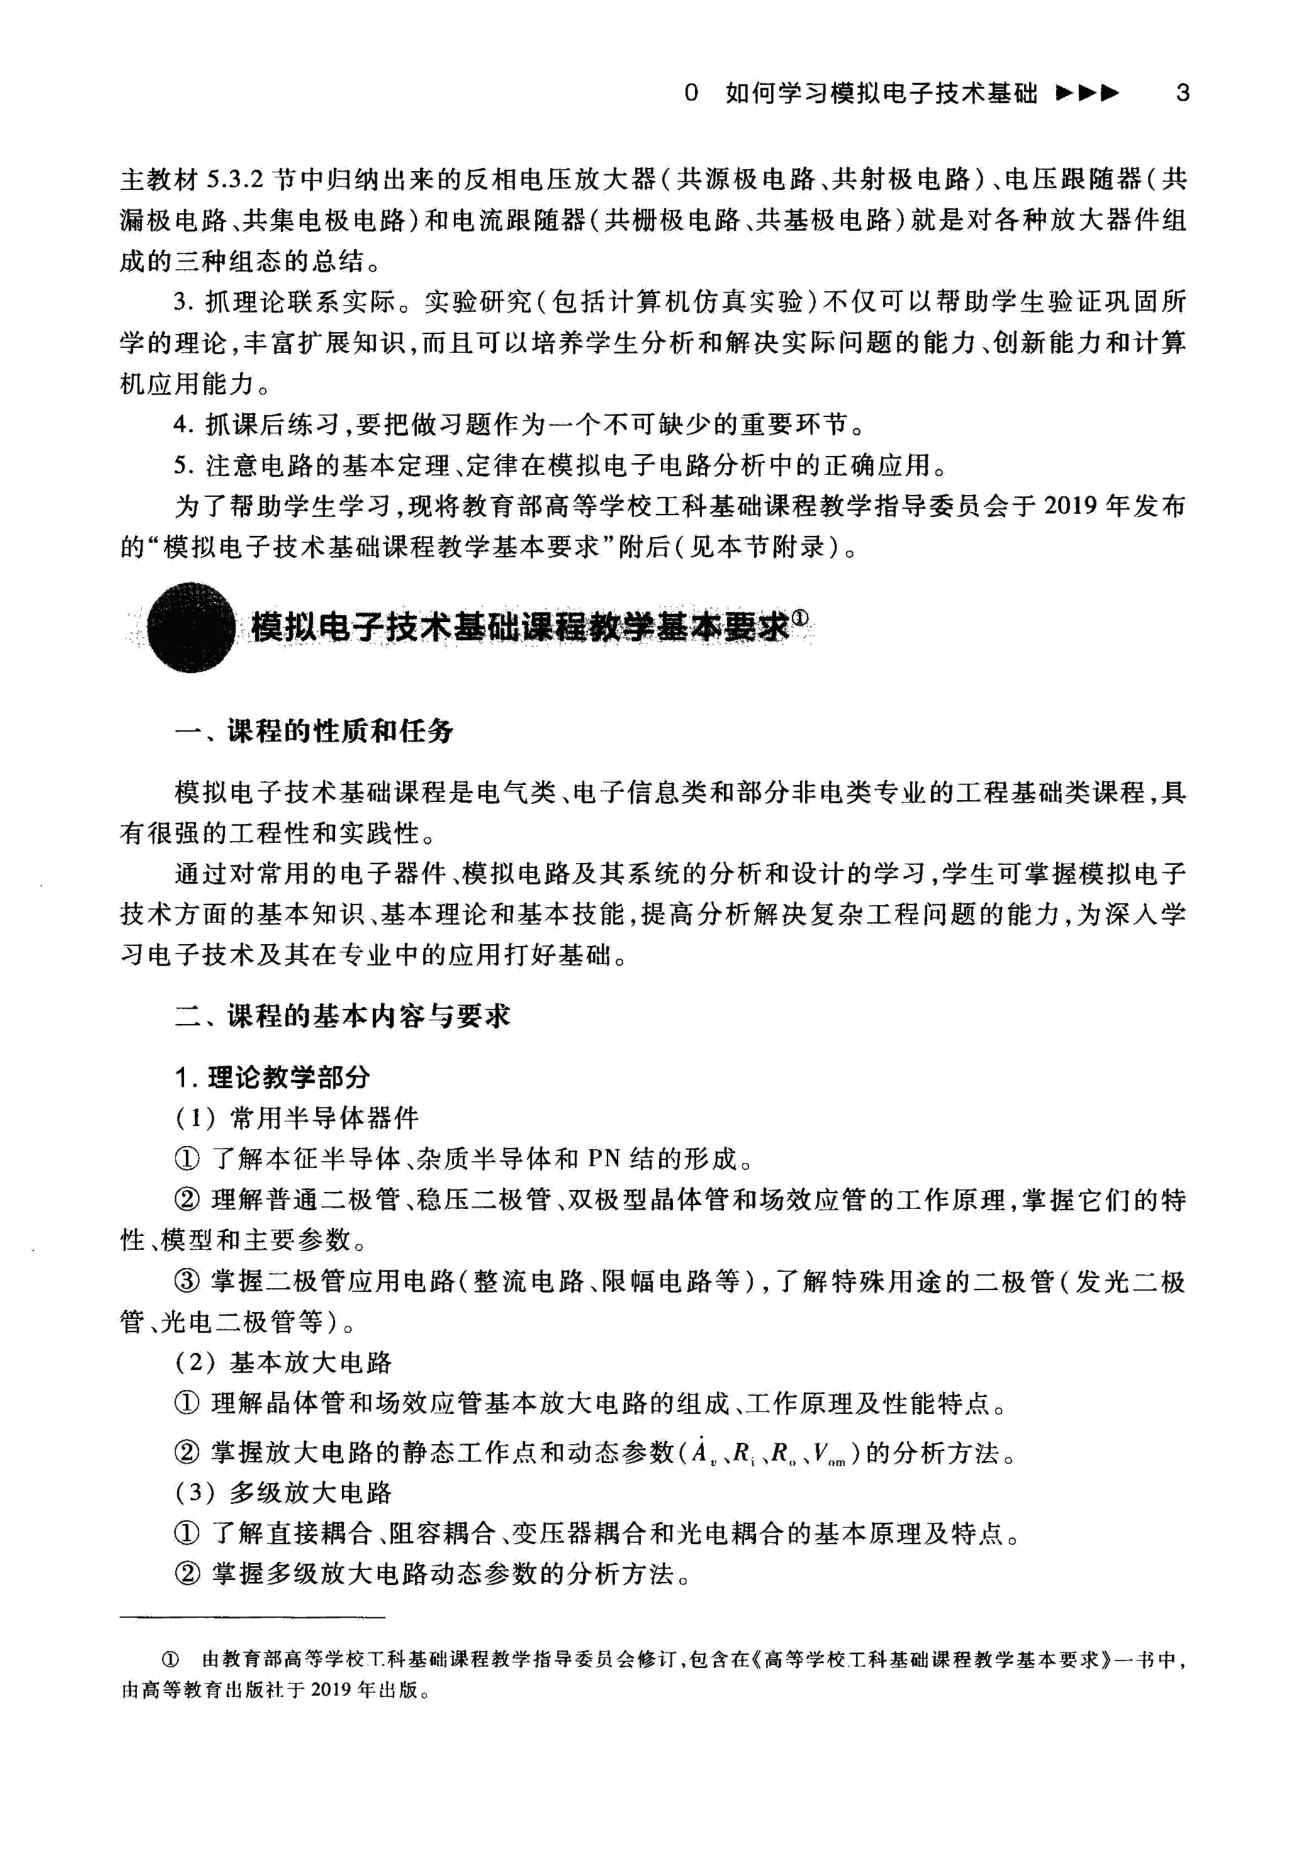 0 如何学习模拟电子技术基础 ▶▶▶ 3
主教材 5.3.2 节中归纳出来的反相电压放大器(共源极电路、共射极电路)、电压跟随器(共
漏极电路、共集电极电路)和电流跟随器(共栅极电路、共基极电路)就是对各种放大器件组
成的三种组态的总结。
3. 抓理论联系实际。实验研究(包括计算机仿真实验)不仅可以帮助学生验证巩固所
学的理论,丰富扩展知识,而且可以培养学生分析和解决实际问题的能力、创新能力和计算
机应用能力。
4. 抓课后练习,要把做习题作为一个不可缺少的重要环节。
5. 注意电路的基本定理、定律在模拟电子电路分析中的正确应用。
为了帮助学生学习,现将教育部高等学校工科基础课程教学指导委员会于 2019 年发布
的“模拟电子技术基础课程教学基本要求”附后(见本节附录)。
模拟电子技术基础课程教学基本要求①
一、课程的性质和任务
模拟电子技术基础课程是电气类、电子信息类和部分非电类专业的工程基础类课程,具
有很强的工程性和实践性。
通过对常用的电子器件、模拟电路及其系统的分析和设计的学习,学生可掌握模拟电子
技术方面的基本知识、基本理论和基本技能,提高分析解决复杂工程问题的能力,为深入学
习电子技术及其在专业中的应用打好基础。
二、课程的基本内容与要求
1. 理论教学部分
(1) 常用半导体器件
① 了解本征半导体、杂质半导体和 PN 结的形成。
② 理解普通二极管、稳压二极管、双极型晶体管和场效应管的工作原理,掌握它们的特
性、模型和主要参数。
③ 掌握二极管应用电路(整流电路、限幅电路等),了解特殊用途的二极管(发光二极
管、光电二极管等)。
(2) 基本放大电路
① 理解晶体管和场效应管基本放大电路的组成、工作原理及性能特点。
② 掌握放大电路的静态工作点和动态参数(Ȧv、Ri、Ro、Vom)的分析方法。
(3) 多级放大电路
① 了解直接耦合、阻容耦合、变压器耦合和光电耦合的基本原理及特点。
② 掌握多级放大电路动态参数的分析方法。
① 由教育部高等学校工科基础课程教学指导委员会修订,包含在《高等学校工科基础课程教学基本要求》一书中,
由高等教育出版社于 2019 年出版。